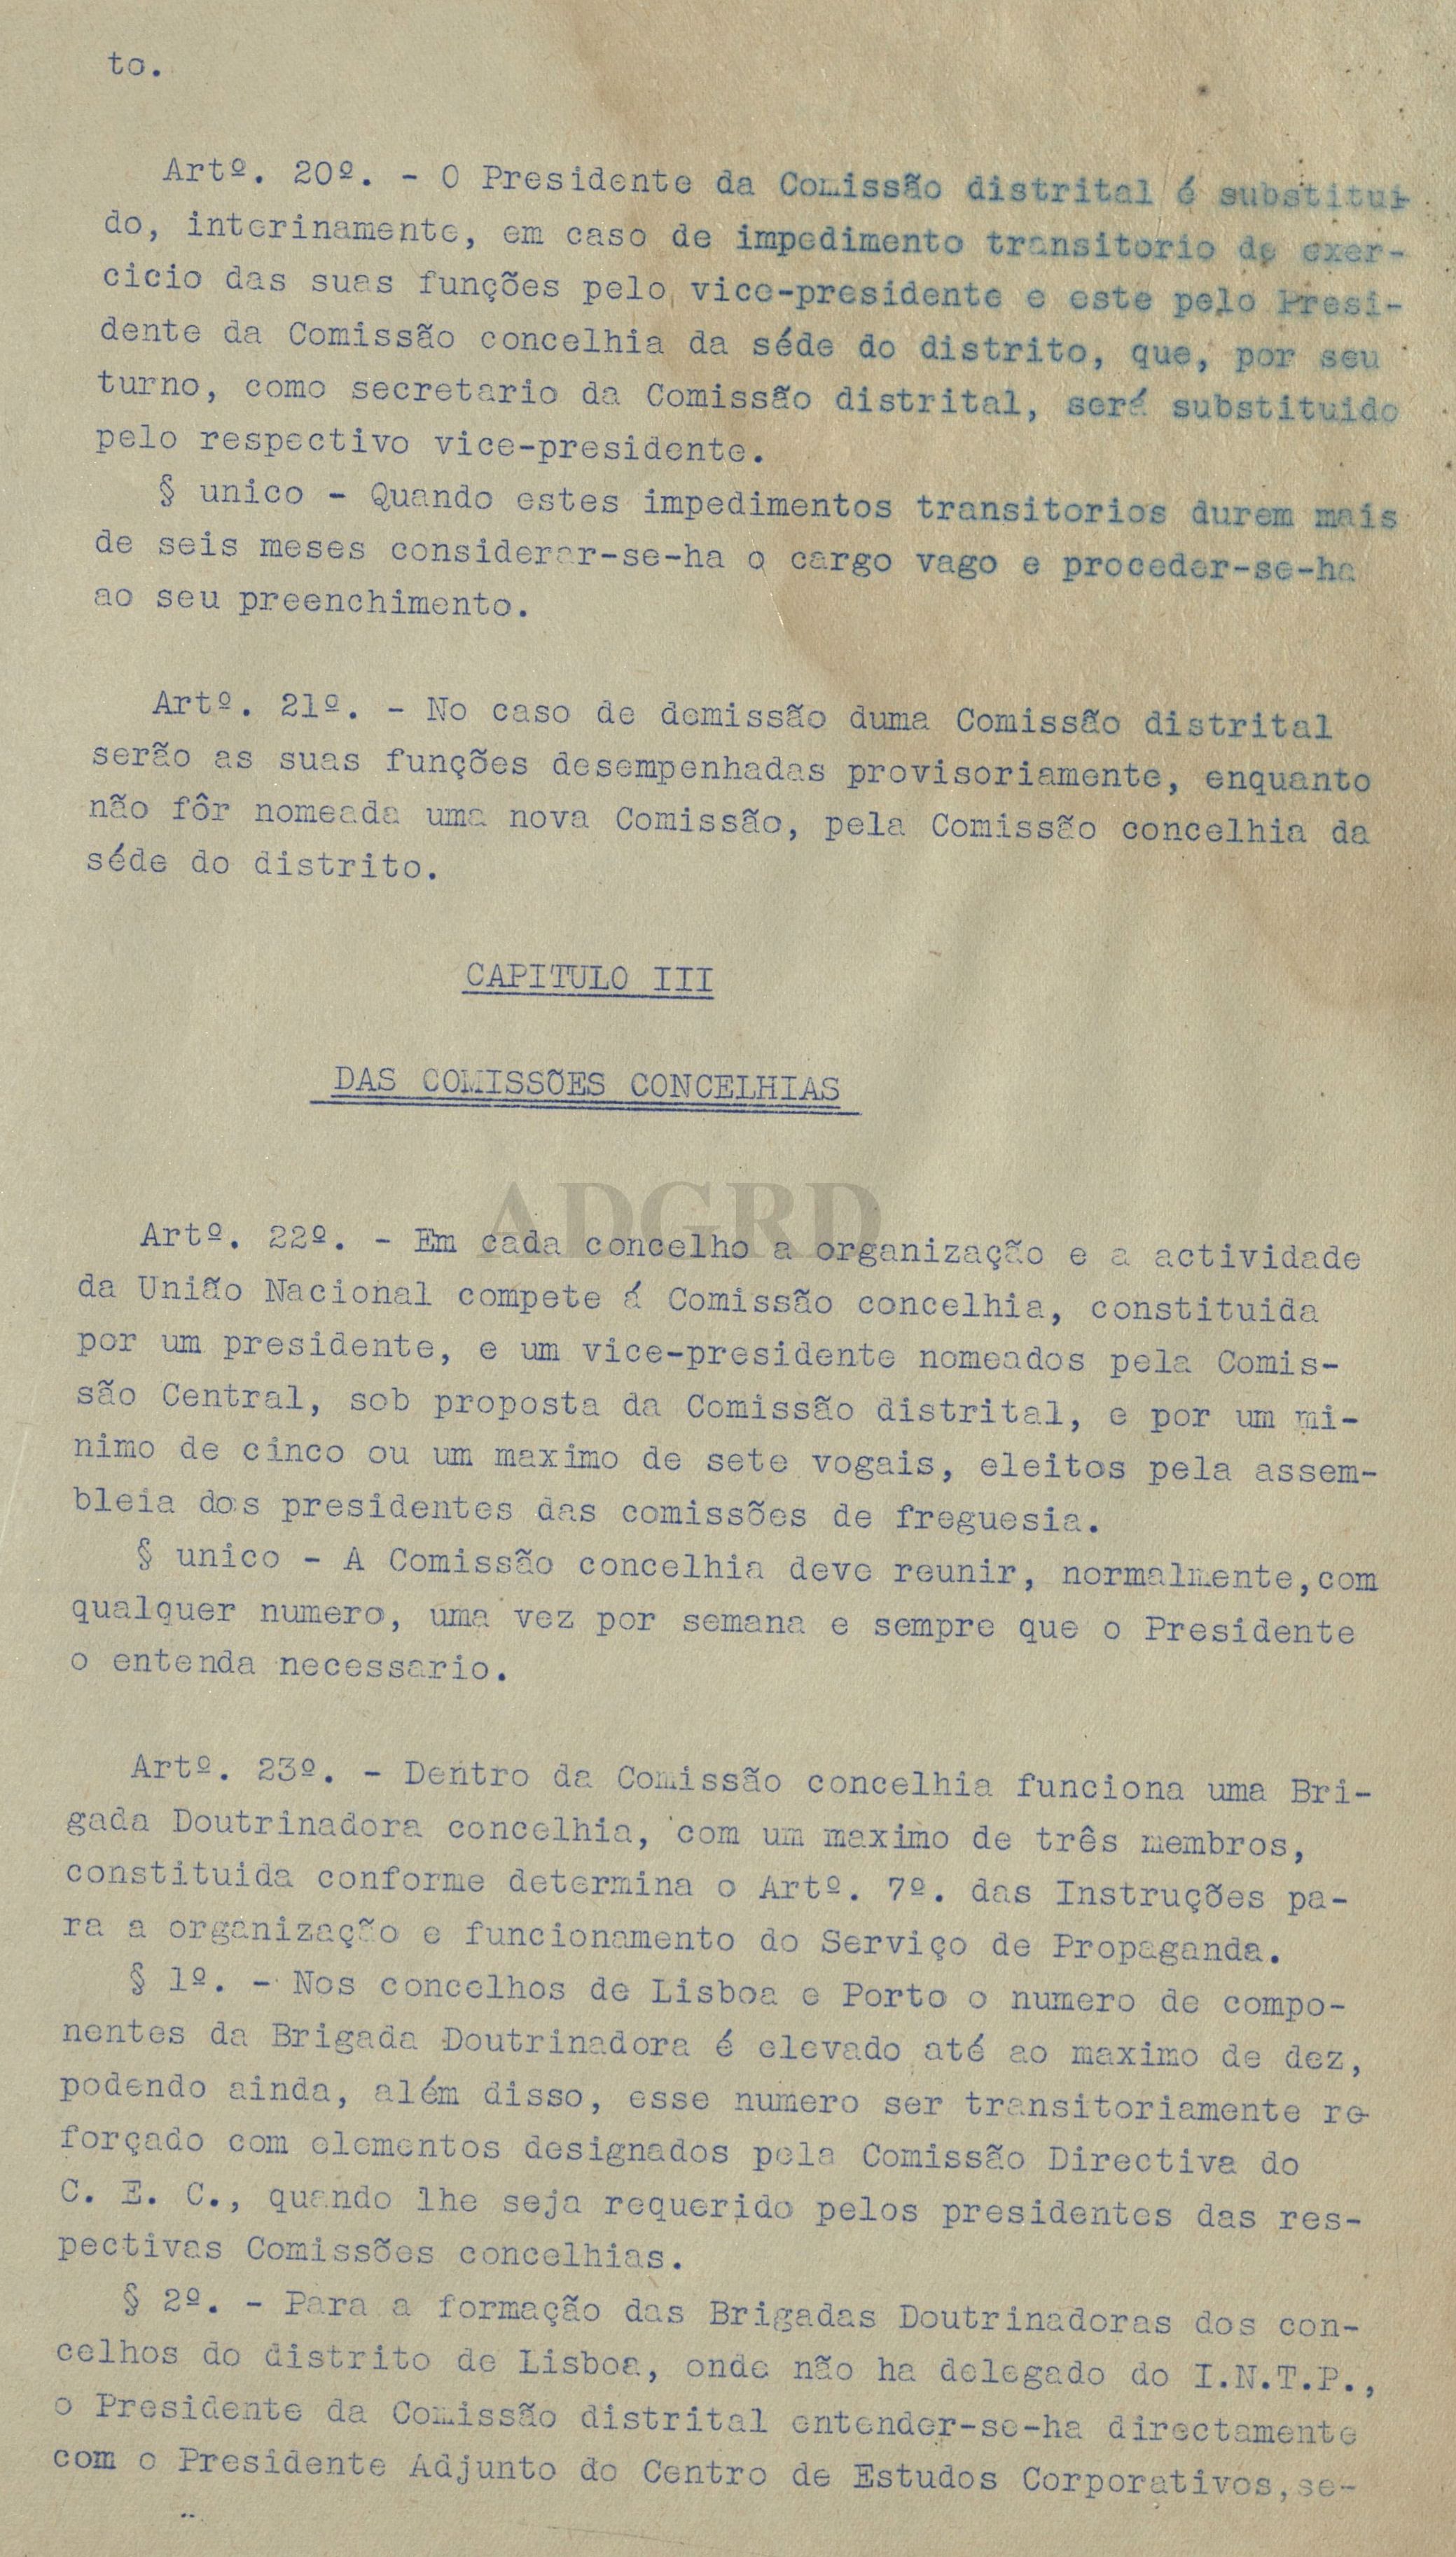 to.
Artº. 20º. - O Presidente da Comissão distrital é substitui-
do, interinamente, em caso de impedimento transitorio de exer-
cicio das suas funções pelo vice-presidente e este pelo Presi-
dente da Comissão concelhia da séde do distrito, que, por seu
turno, como secretario da Comissão distrital, será substituido
pelo respectivo vice-presidente.
§ unico - Quando estes impedimentos transitorios durem mais
de seis meses considerar-se-ha o cargo vago e proceder-se-ha
ao seu preenchimento.
Artº. 21º. - No caso de demissão duma Comissão distrital
serão as suas funções desempenhadas provisoriamente, enquanto
não fôr nomeada uma nova Comissão, pela Comissão concelhia da
séde do distrito.
CAPITULO III
DAS COMISSÕES CONCELHIAS
ADGRD
Artº. 22º. - Em cada concelho a organização e a actividade
da União Nacional compete á Comissão concelhia, constituida
por um presidente, e um vice-presidente nomeados pela Comis-
são Central, sob proposta da Comissão distrital, e por um mi-
nimo de cinco ou um maximo de sete vogais, eleitos pela assem-
bleia dos presidentes das comissões de freguesia.
§ unico - A Comissão concelhia deve reunir, normalmente, com
qualquer numero, uma vez por semana e sempre que o Presidente
o entenda necessario.
Artº. 23º. - Dentro da Comissão concelhia funciona uma Bri-
gada Doutrinadora concelhia, com um maximo de três membros,
constituida conforme determina o Artº. 7º. das Instruções pa-
ra a organização e funcionamento do Serviço de Propaganda.
§ 1º. - Nos concelhos de Lisboa e Porto o numero de compo-
nentes da Brigada Doutrinadora é elevado até ao maximo de dez,
podendo ainda, além disso, esse numero ser transitoriamente re-
forçado com elementos designados pela Comissão Directiva do
C. E. C., quando lhe seja requerido pelos presidentes das res-
pectivas Comissões concelhias.
§ 2º. - Para a formação das Brigadas Doutrinadoras dos con-
celhos do distrito de Lisboa, onde não ha delegado do I.N.T.P.,
o Presidente da Comissão distrital entender-se-ha directamente
com o Presidente Adjunto do Centro de Estudos Corporativos, se-